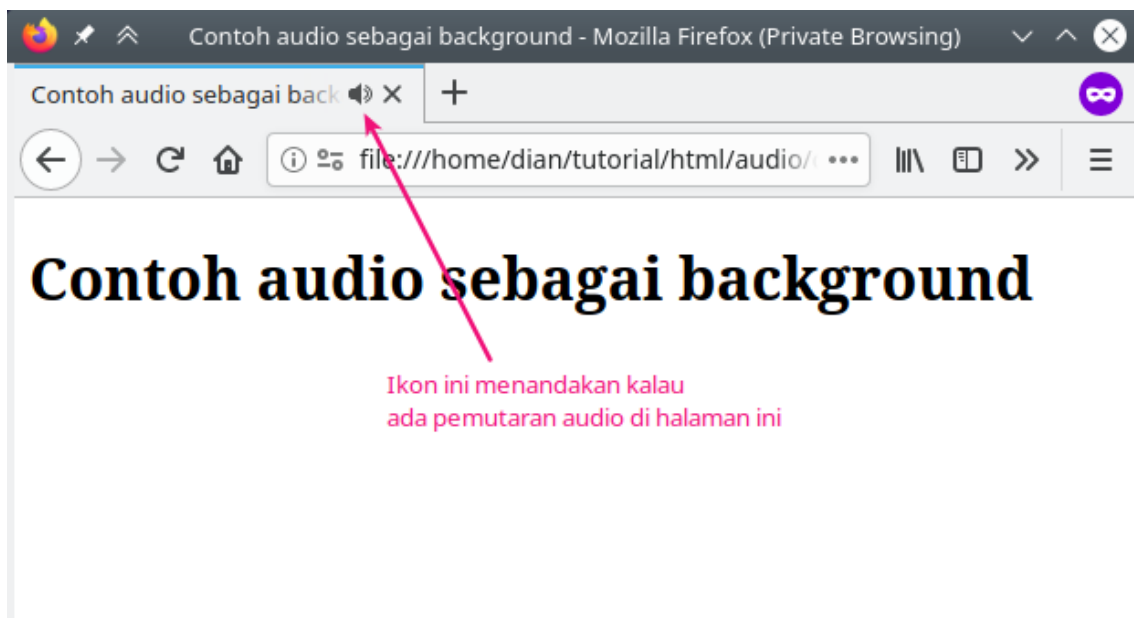 Contoh audio sebagai background - Mozilla Firefox (Private Browsing)
Contoh audio sebagai back
file:///home/dian/tutorial/html/audio/
Contoh audio sebagai background
Ikon ini menandakan kalau
ada pemutaran audio di halaman ini